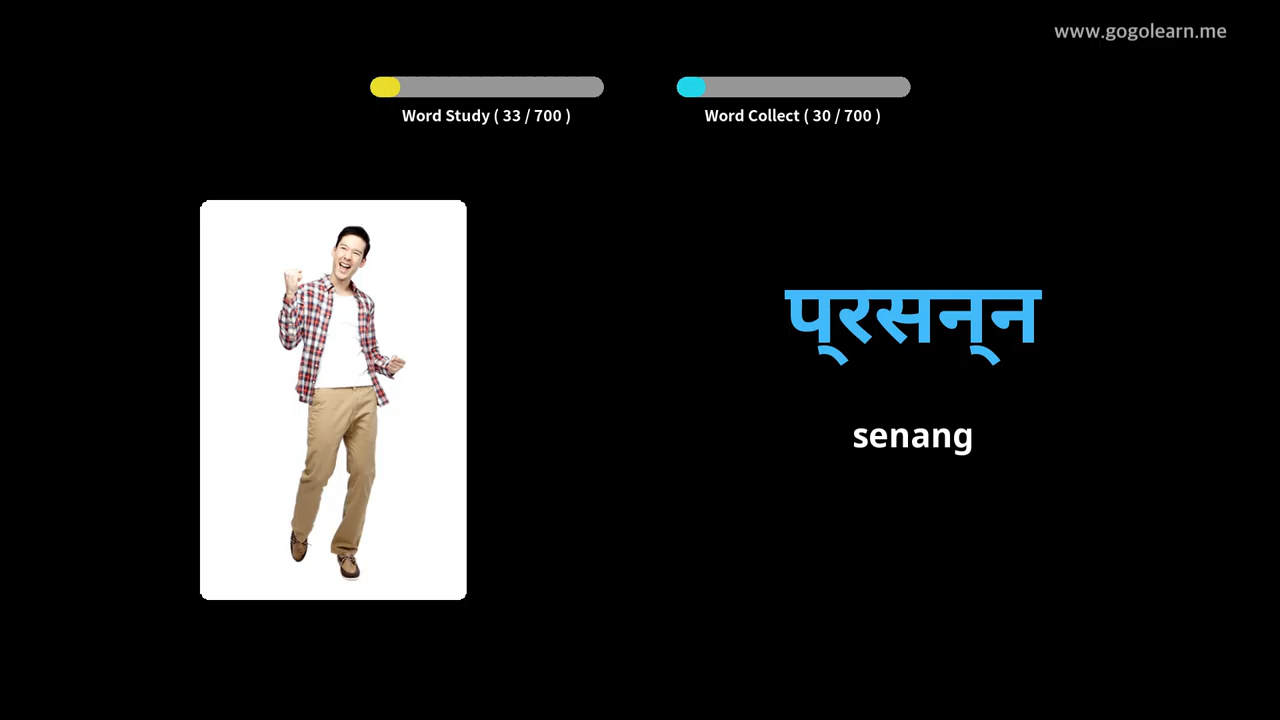 www.gogolearn.me
Word Study ( 33 / 700 )
Word Collect ( 30 / 700 )
प्रसन्न
senang